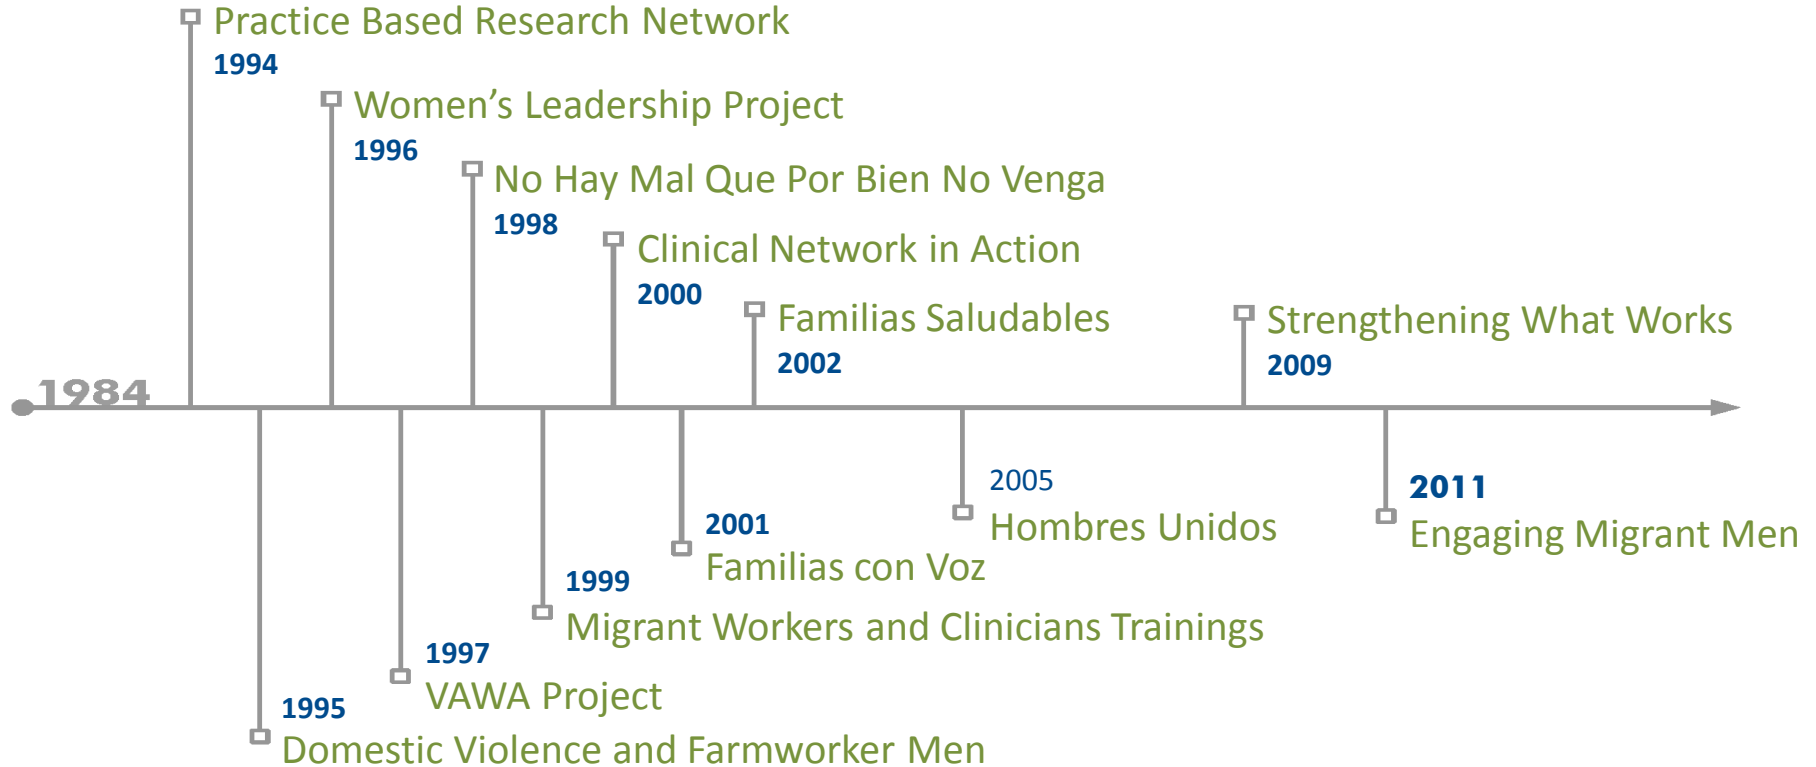 Practice Based Research Network
1994
Women’s Leadership Project
1996
No Hay Mal Que Por Bien No Venga
1998
Clinical Network in Action
2000
Familias Saludables
2002
Strengthening What Works
2009
1984
2005
Hombres Unidos
2011
Engaging Migrant Men
2001
Familias con Voz
1999
Migrant Workers and Clinicians Trainings
1997
VAWA Project
1995
Domestic Violence and Farmworker Men